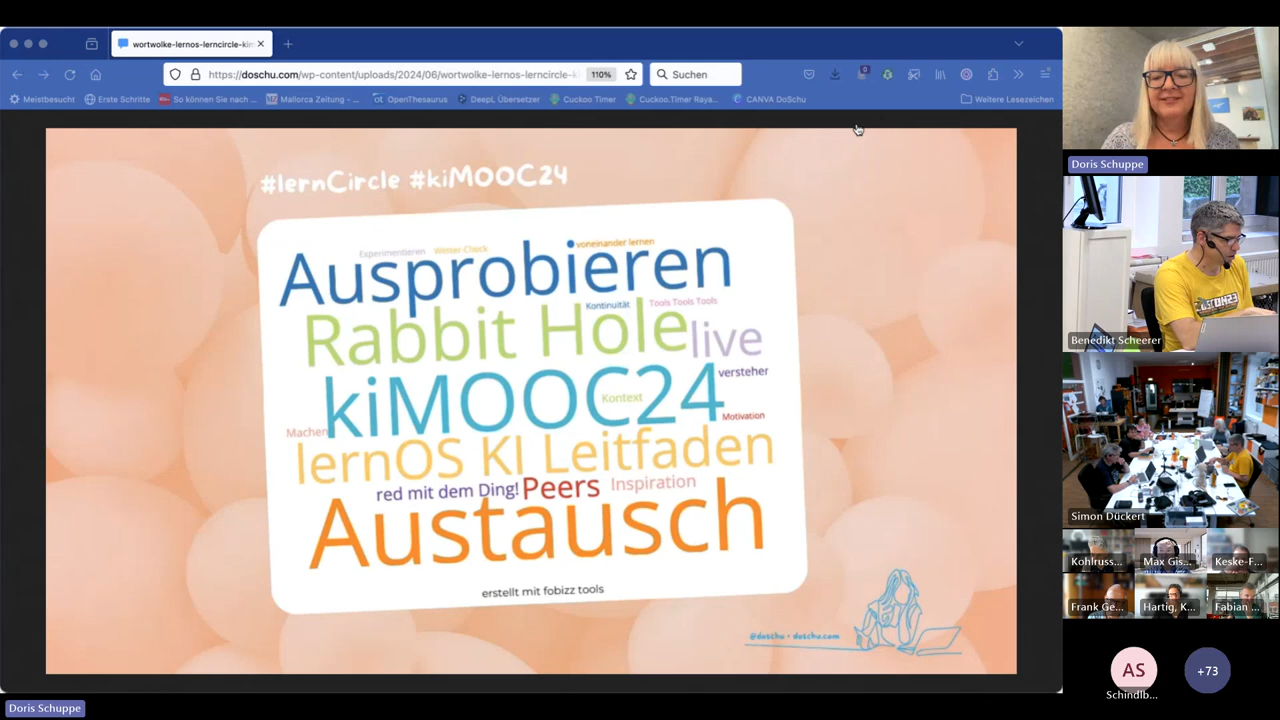 wortwolke-lernos-lerncircle-kim
https://doschu.com/wp-content/uploads/2024/06/wortwolke-lernos-lerncircle-k
110%
Suchen
0
Meistbesucht
Erste Schritte
So können Sie nach ...
Mallorca Zeitung - ...
OpenThesaurus
DeepL Übersetzer
Cuckoo Timer
Cuckoo.Timer Raya...
CANVA DoSchu
Weitere Lesezeichen
#lernCircle #kiMOOC24
Experimentieren
Wetter-Check
voneinander lernen
Ausprobieren
Kontinuität
Tools Tools Tools
Rabbit Hole
live
versteher
kiMOOC24
Kontext
Motivation
Machen
lernOS KI Leitfaden
red mit dem Ding!
Peers
Inspiration
Austausch
erstellt mit fobizz tools
@doschu • doschu.com
Doris Schuppe
Benedikt Scheerer
Simon Dückert
Kohlruss...
Max Gis...
Keske-F...
Frank Ge...
Hartig, K...
Fabian ...
AS
Schindlb...
+73
Doris Schuppe